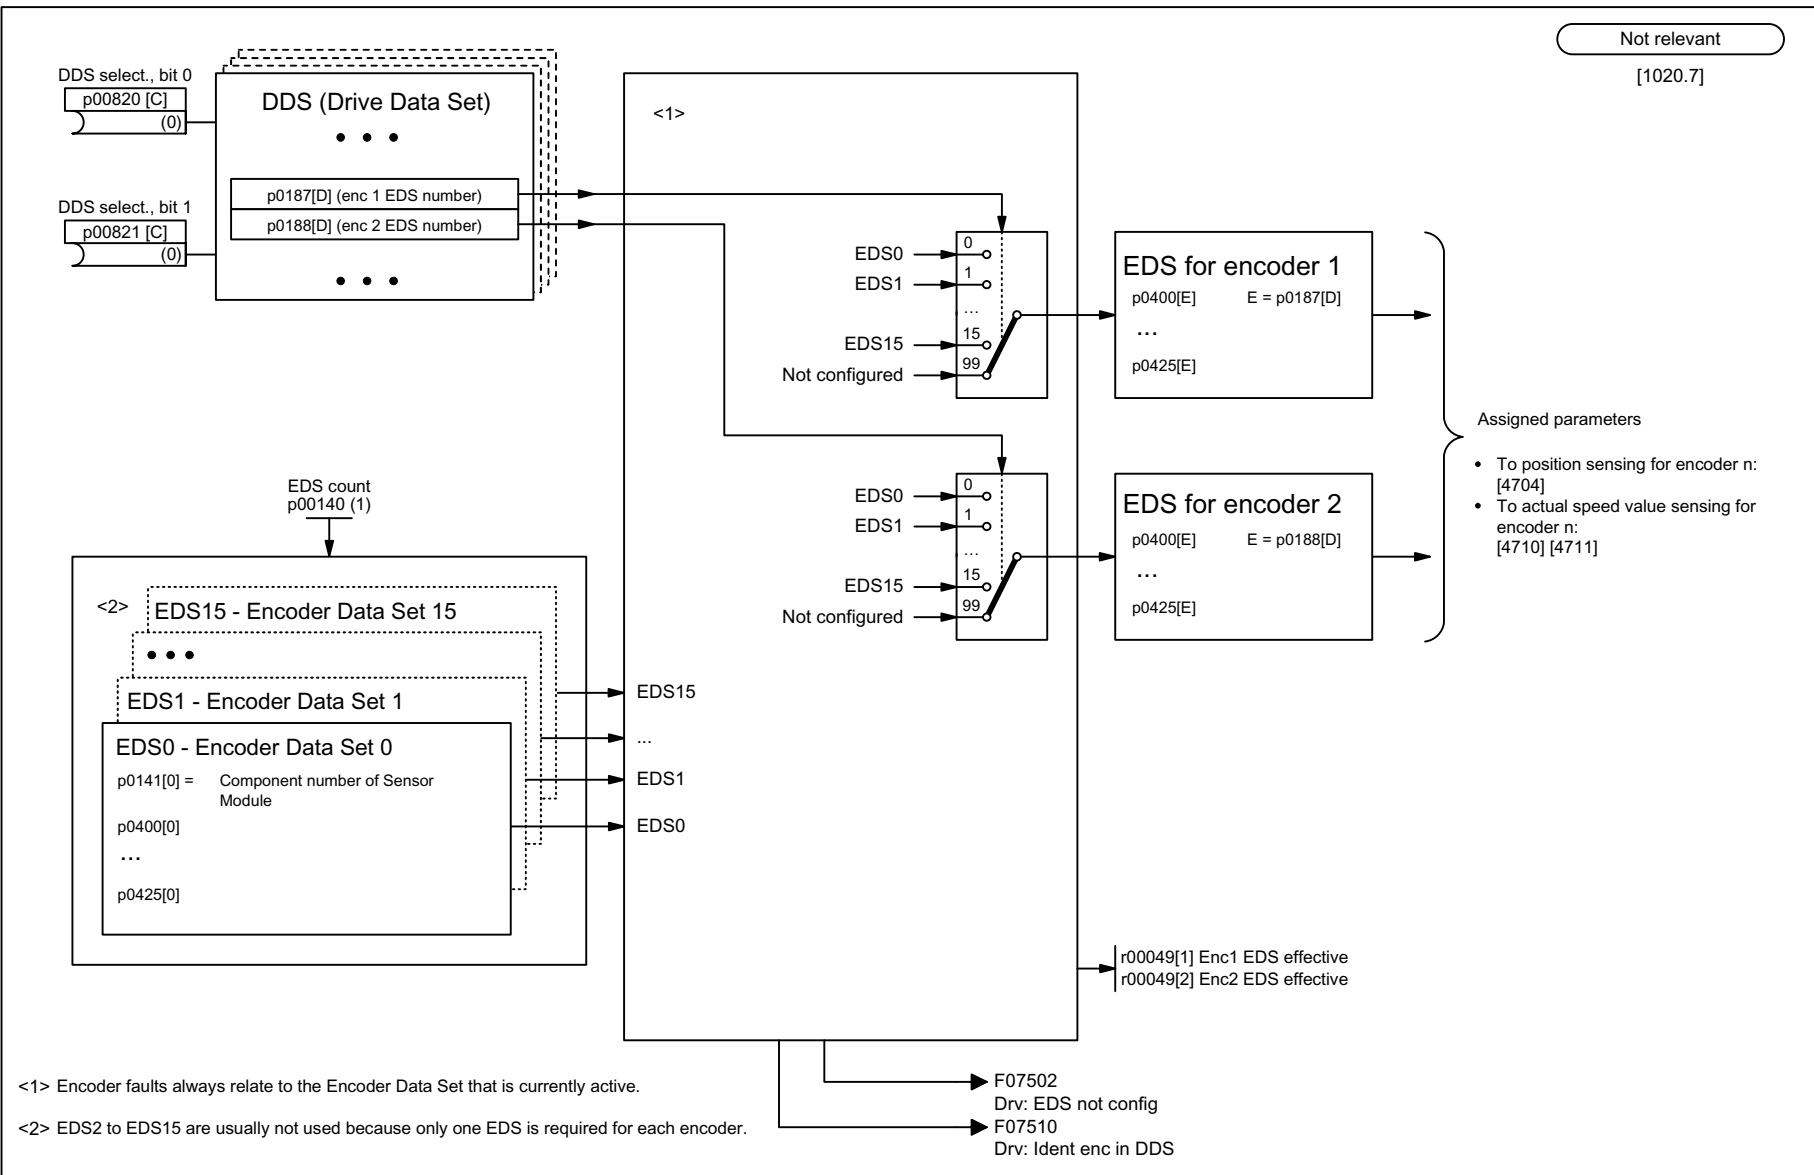 Not relevant
[1020.7]
DDS select., bit 0
p00820 [C]
(0)
DDS select., bit 1
p00821 [C]
(0)
DDS (Drive Data Set)
• • •
p0187[D] (enc 1 EDS number)
p0188[D] (enc 2 EDS number)
• • •
<1>
EDS0
0
EDS1
1
...
EDS15
15
Not configured
99
EDS for encoder 1
p0400[E] E = p0187[D]
...
p0425[E]
EDS0
0
EDS1
1
...
EDS15
15
Not configured
99
EDS for encoder 2
p0400[E] E = p0188[D]
...
p0425[E]
Assigned parameters
• To position sensing for encoder n:
[4704]
• To actual speed value sensing for
encoder n:
[4710] [4711]
EDS count
p00140 (1)
<2>
EDS15 - Encoder Data Set 15
• • •
EDS1 - Encoder Data Set 1
EDS0 - Encoder Data Set 0
p0141[0] = Component number of Sensor
Module
p0400[0]
...
p0425[0]
EDS15
...
EDS1
EDS0
r00049[1] Enc1 EDS effective
r00049[2] Enc2 EDS effective
F07502
Drv: EDS not config
F07510
Drv: Ident enc in DDS
<1> Encoder faults always relate to the Encoder Data Set that is currently active.
<2> EDS2 to EDS15 are usually not used because only one EDS is required for each encoder.